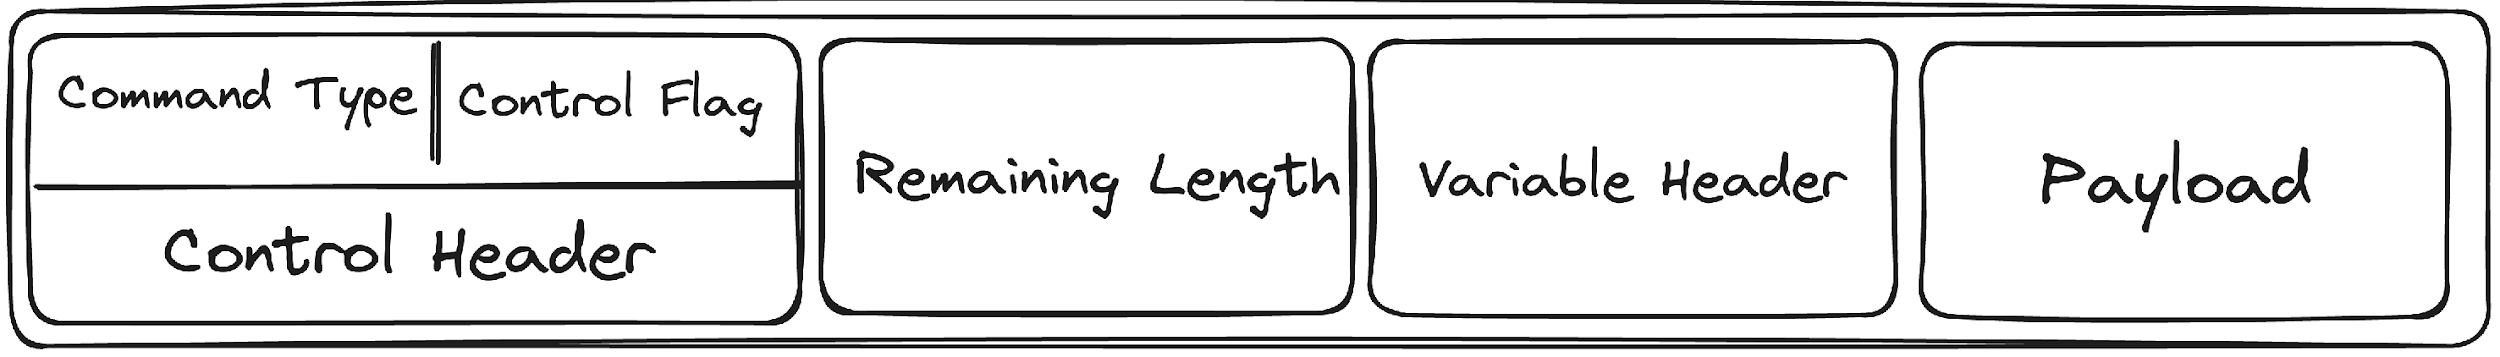 Command Type
Control Flag
Control Header
Remaining Length
Variable Header
Payload